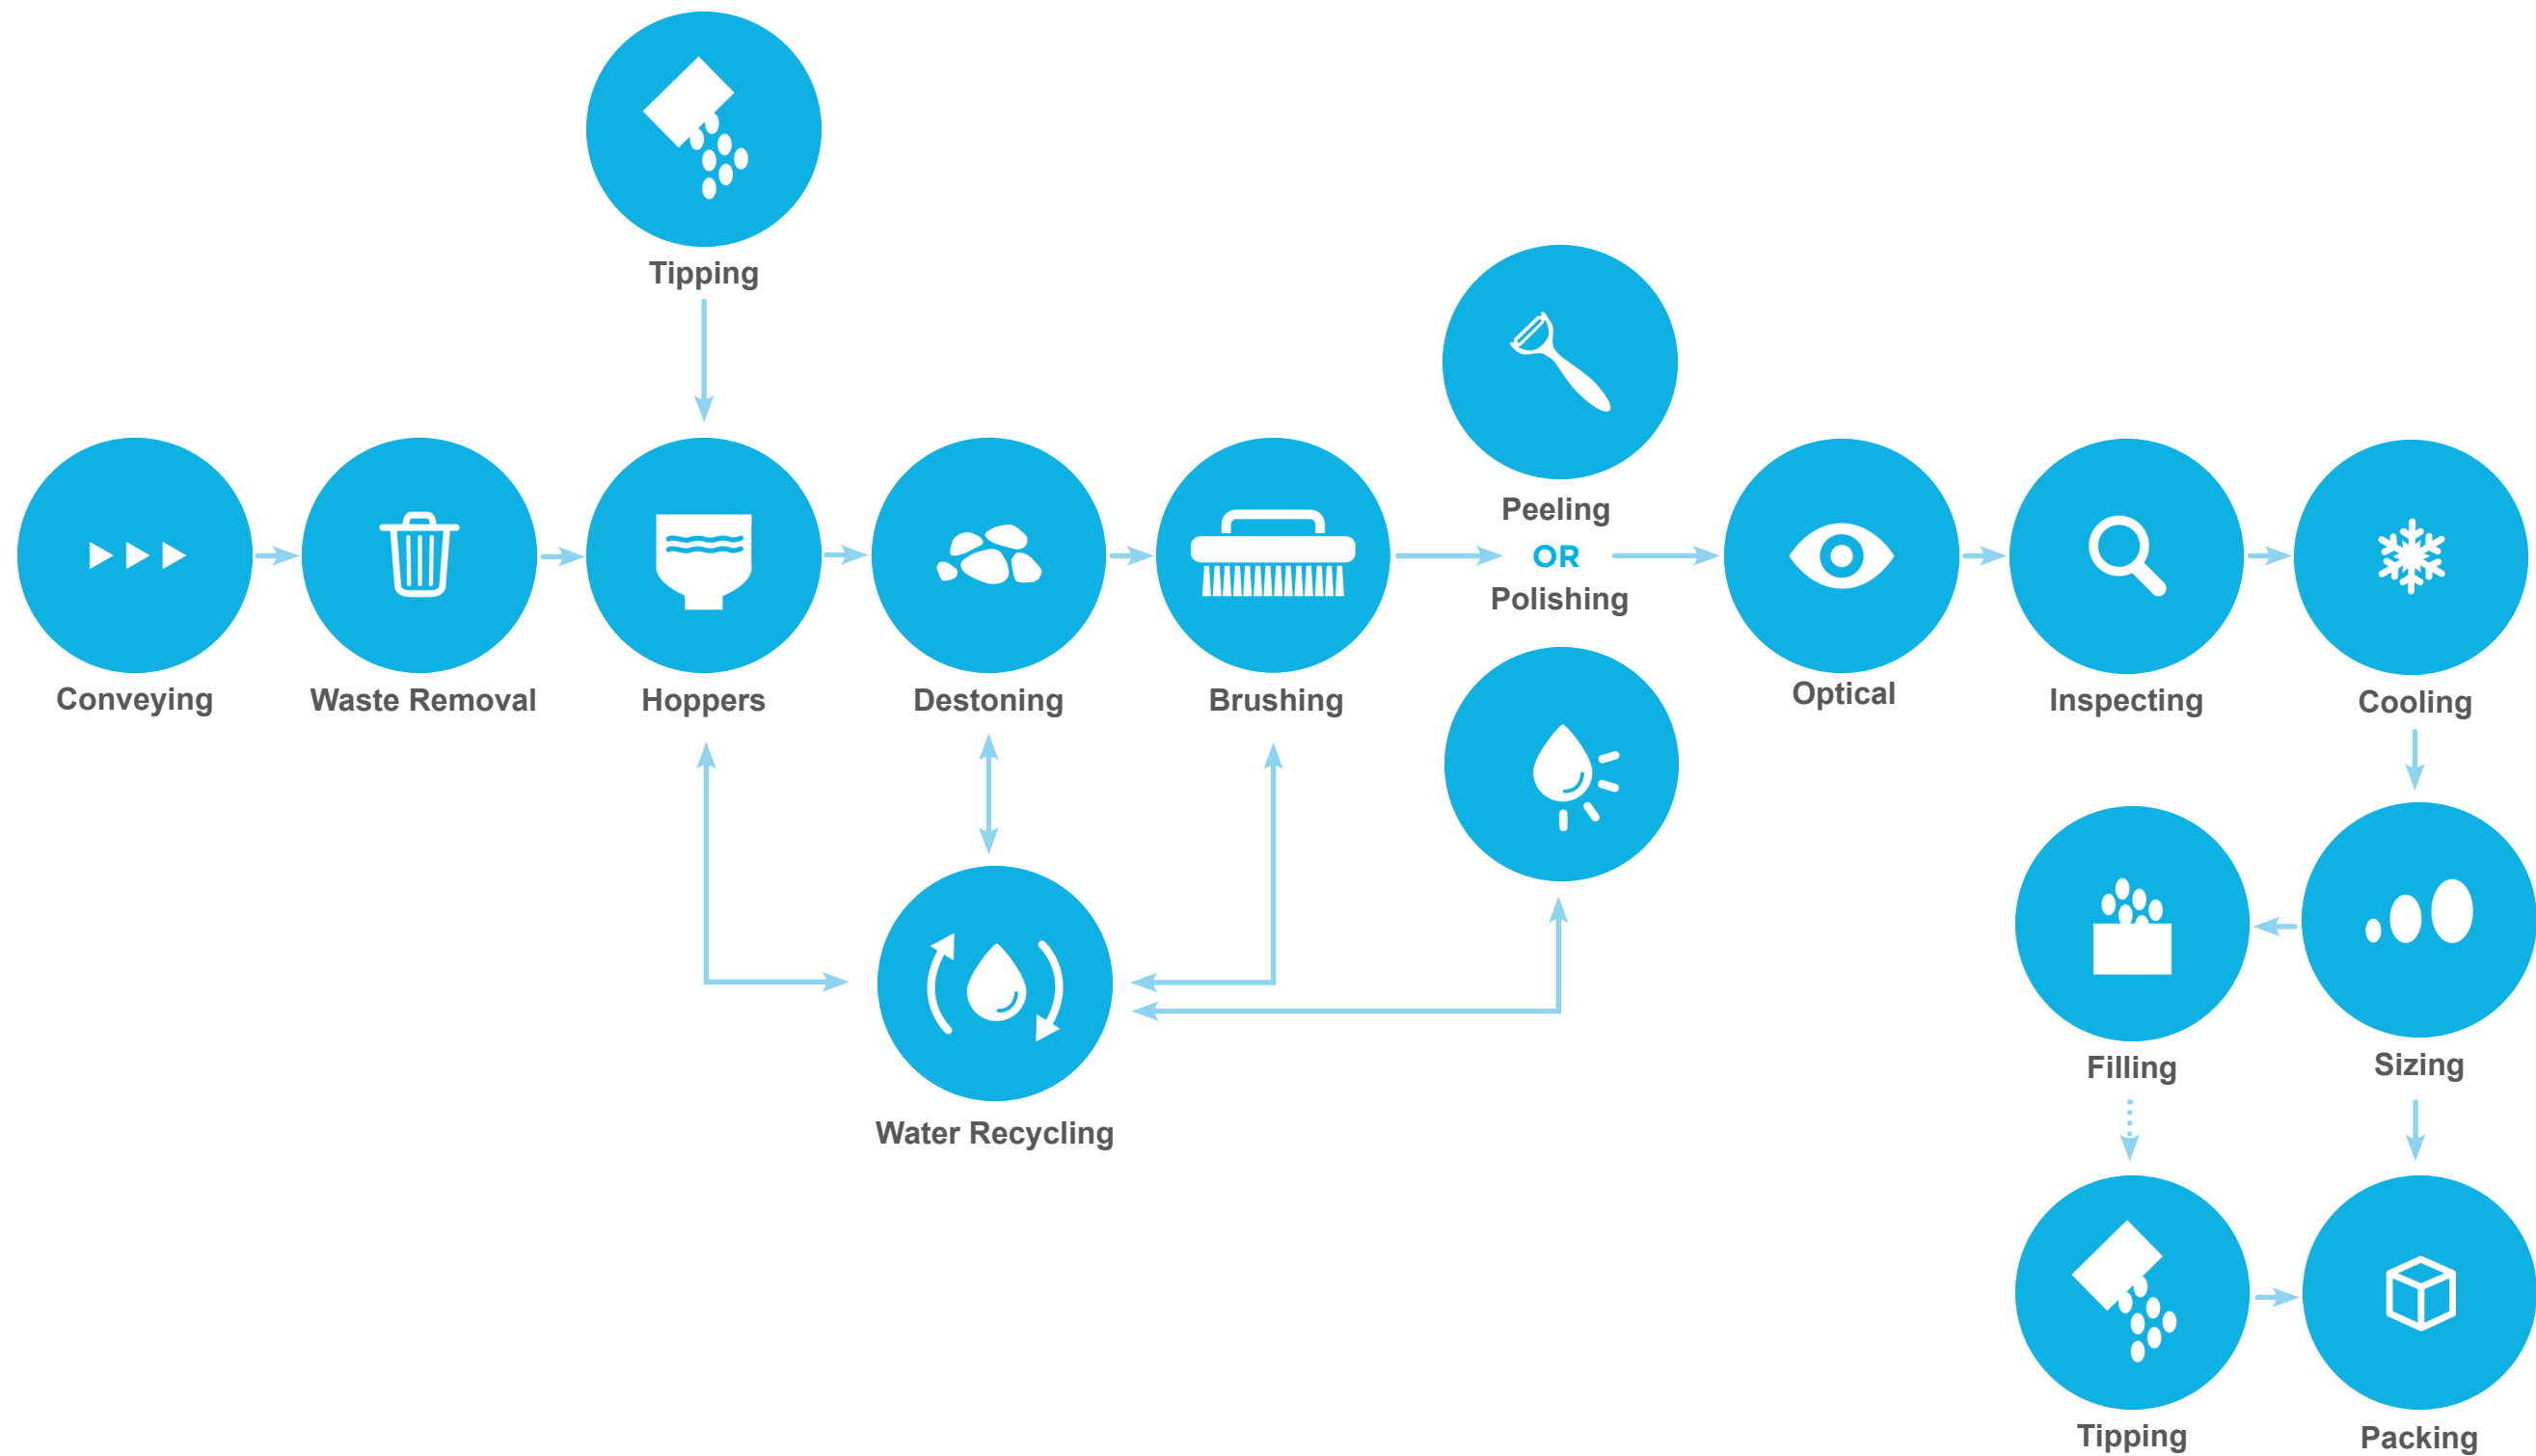 Tipping
Peeling
OR
Polishing
Conveying
Waste Removal
Hoppers
Destoning
Brushing
Optical
Inspecting
Cooling
Water Recycling
Filling
Sizing
Tipping
Packing